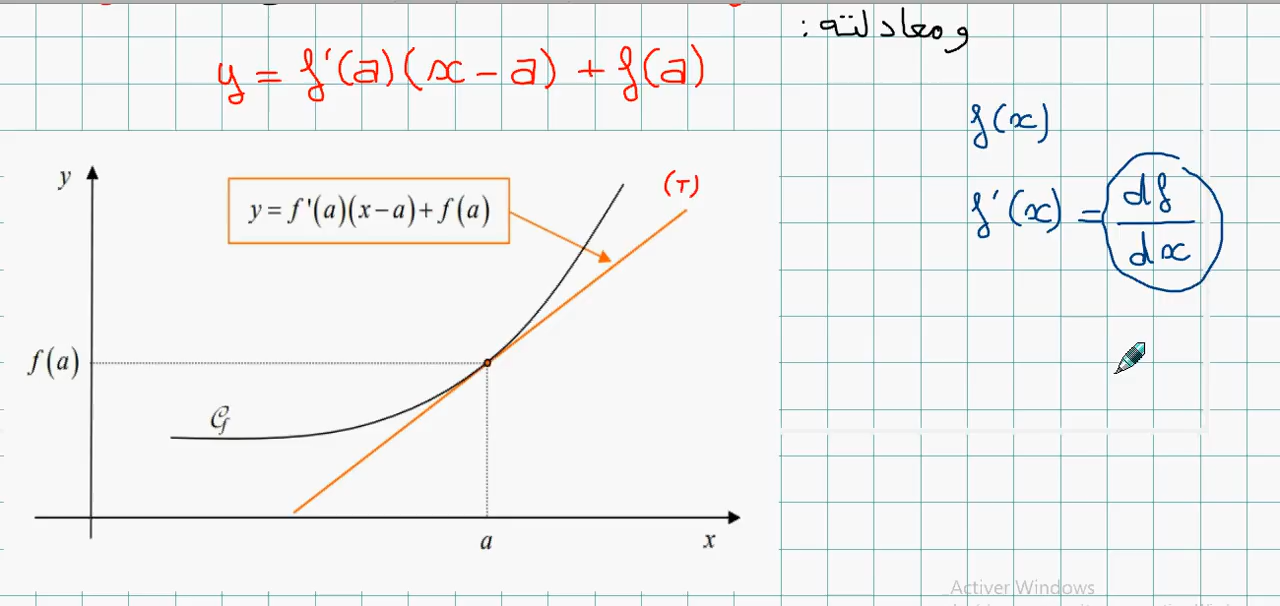 ومعادلته :
y = f'(a)(x - a) + f(a)
f(x)
f'(x) = df/dx
y
y = f'(a)(x-a)+f(a)
(T)
f(a)
𝒞f
a
x
Activer Windows